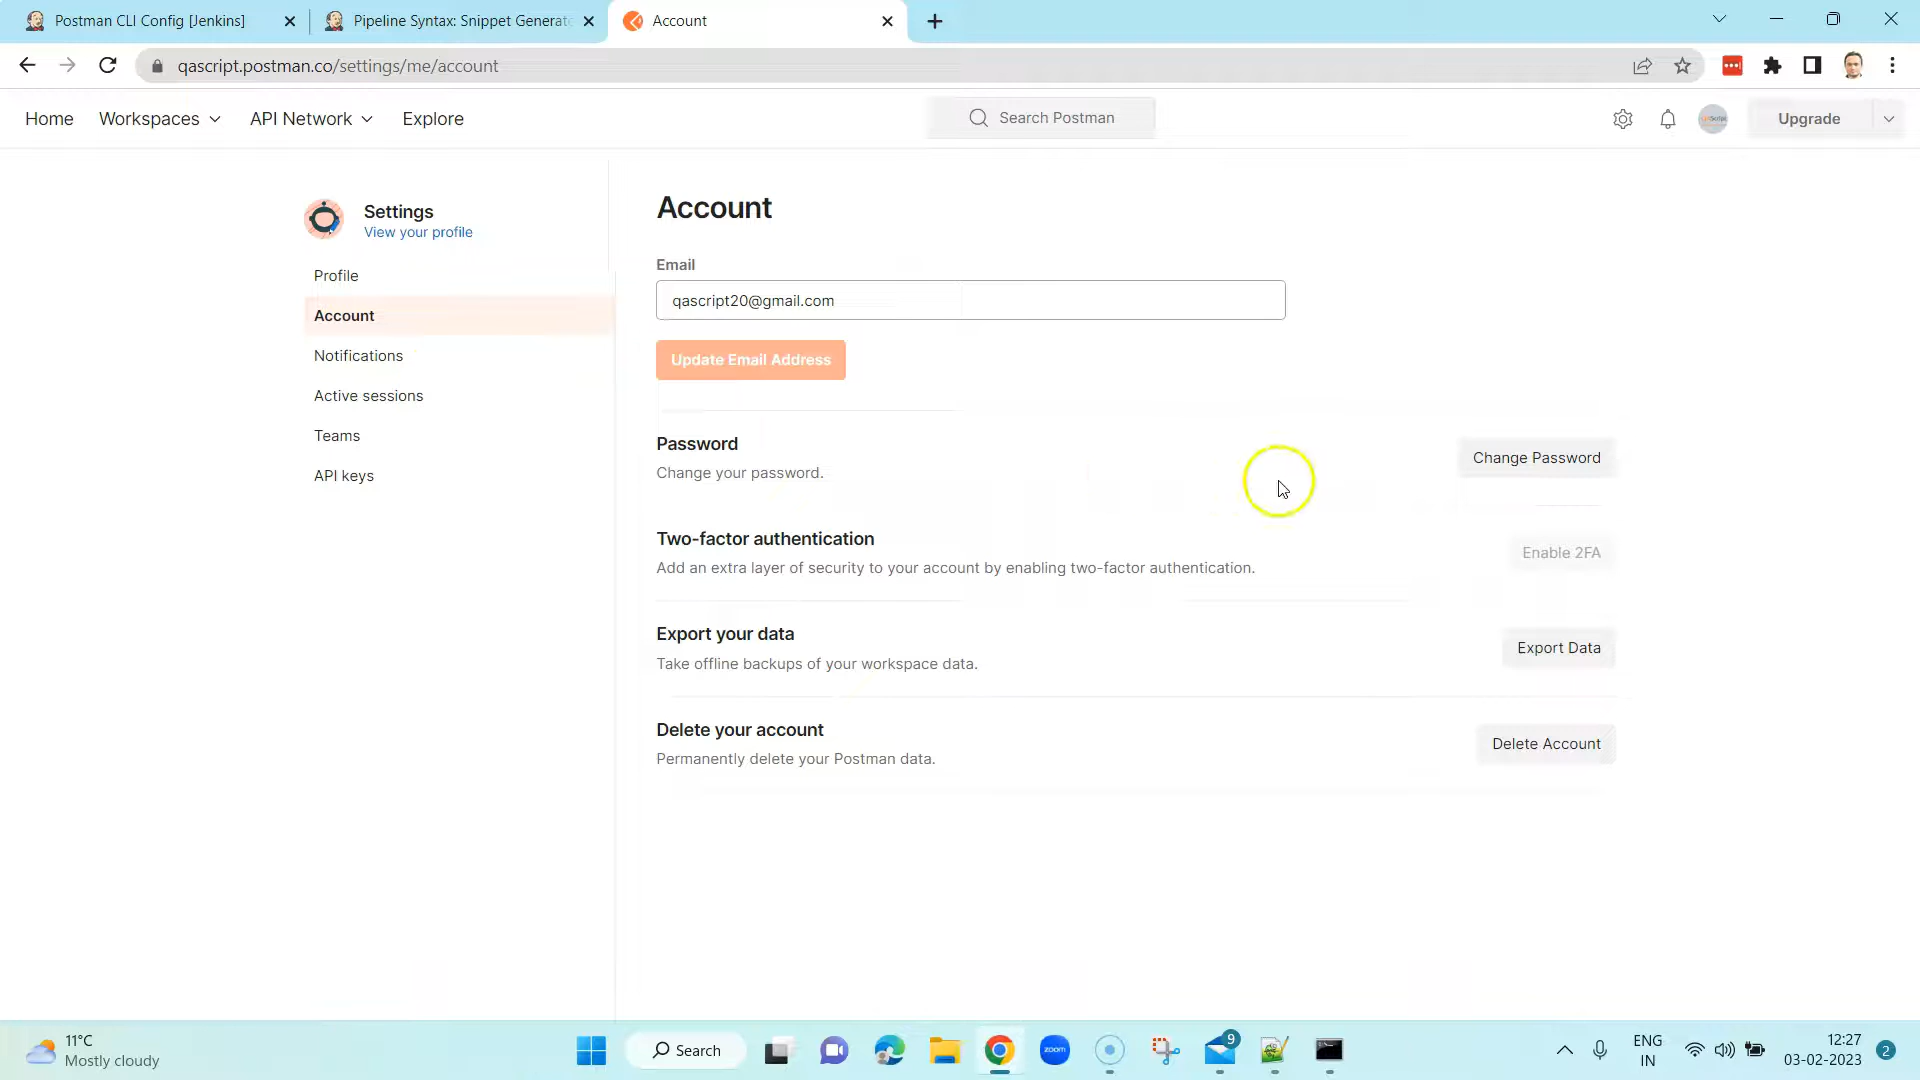 Postman CLI Config [Jenkins]
Pipeline Syntax: Snippet Generat
Account
qascript.postman.co/settings/me/account
Home
Workspaces
API Network
Explore
Search Postman
Upgrade
Settings
View your profile
Profile
Account
Notifications
Active sessions
Teams
API keys
Account
Email
qascript20@gmail.com
Update Email Address
Password
Change your password.
Change Password
Two-factor authentication
Add an extra layer of security to your account by enabling two-factor authentication.
Enable 2FA
Export your data
Take offline backups of your workspace data.
Export Data
Delete your account
Permanently delete your Postman data.
Delete Account
11°C
Mostly cloudy
Search
zoom
9
ENG
IN
12:27
03-02-2023
2